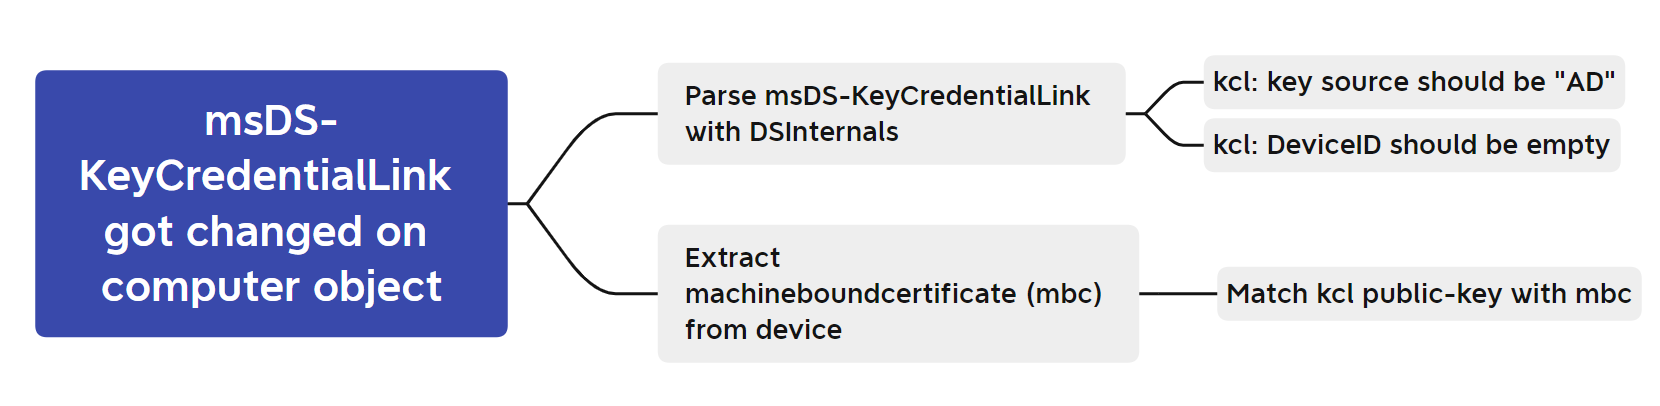 msDS-
KeyCredentialLink
got changed on
computer object
Parse msDS-KeyCredentialLink
with DSInternals
kcl: key source should be "AD"
kcl: DeviceID should be empty
Extract
machineboundcertificate (mbc)
from device
Match kcl public-key with mbc